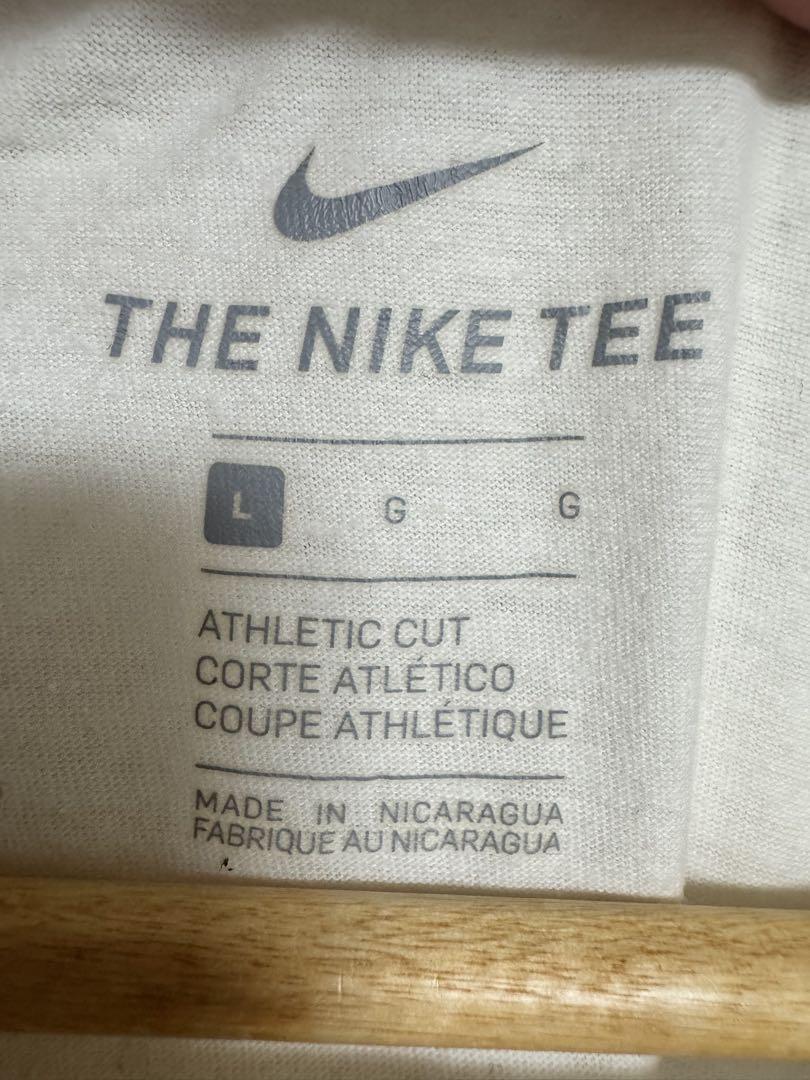 THE NIKE TEE
L G G
ATHLETIC CUT
CORTE ATLÉTICO
COUPE ATHLÉTIQUE
MADE IN NICARAGUA
FABRIQUE AU NICARAGUA